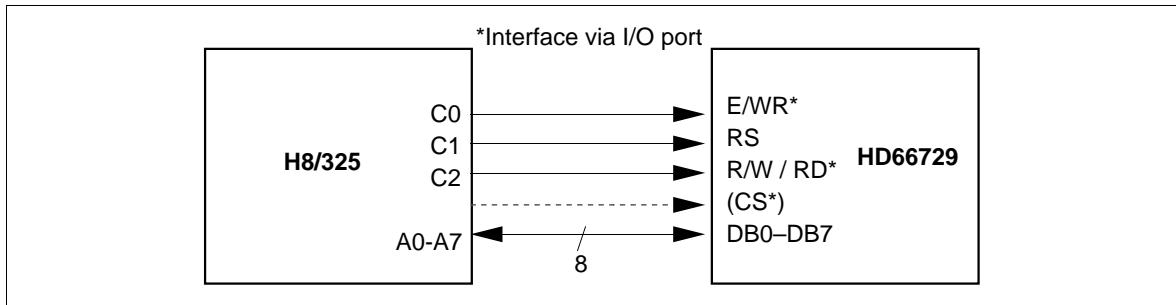 *Interface via I/O port
H8/325
C0
C1
C2
A0-A7
8
E/WR*
RS
R/W / RD*
(CS*)
DB0–DB7
HD66729